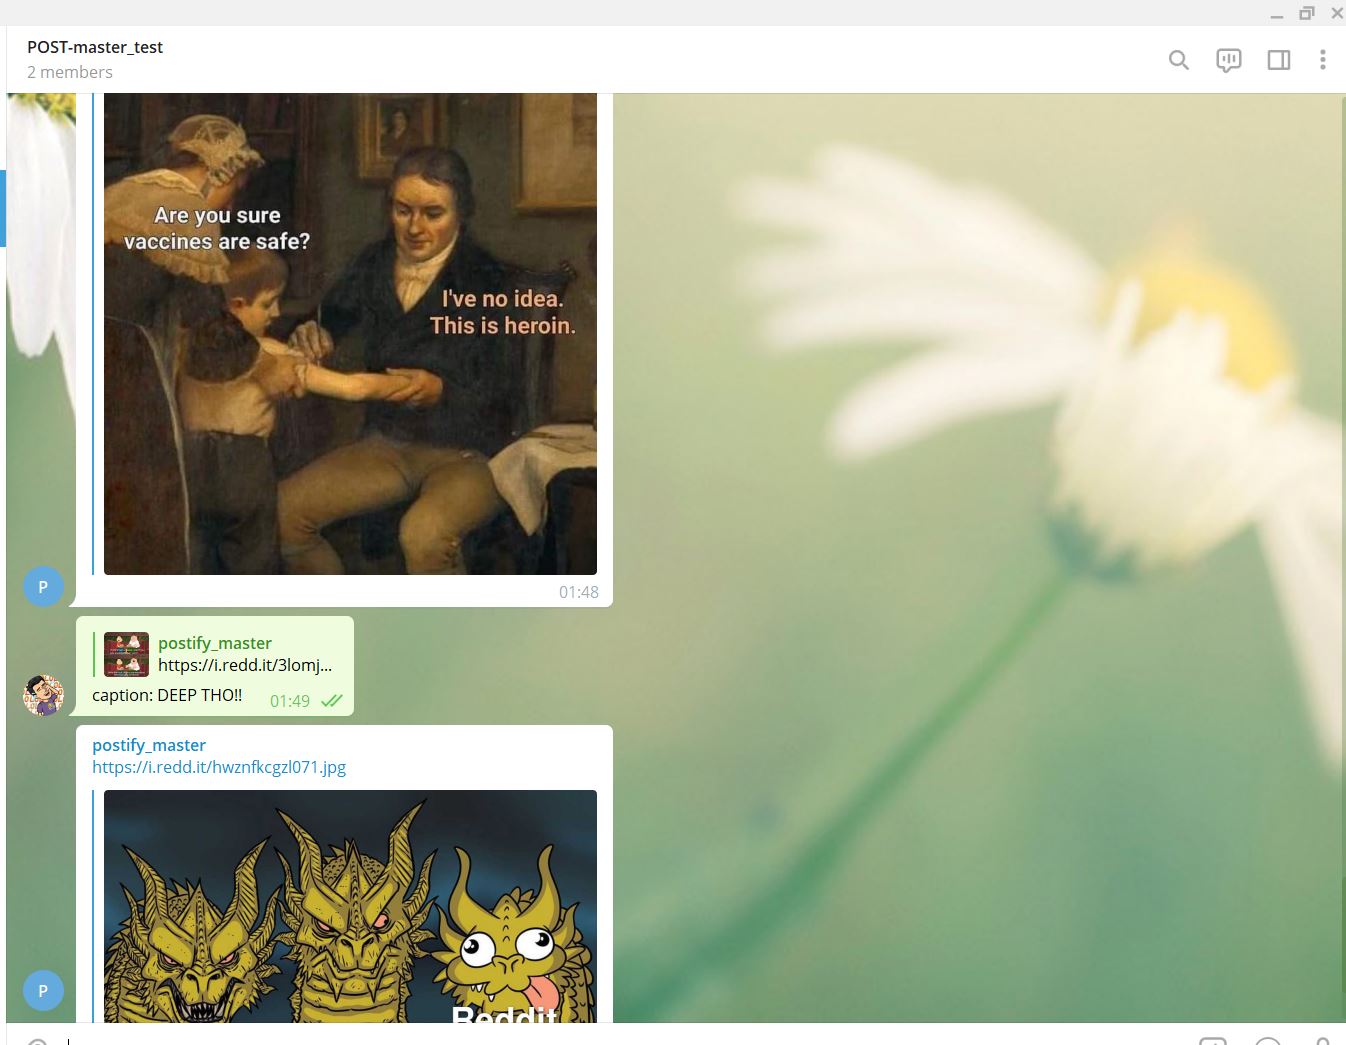 POST-master_test
2 members
Are you sure
vaccines are safe?
I've no idea.
This is heroin.
01:48
P
postify_master
https://i.redd.it/3lomj...
caption: DEEP THO!!
01:49
postify_master
https://i.redd.it/hwznfkcgzl071.jpg
Reddit
P